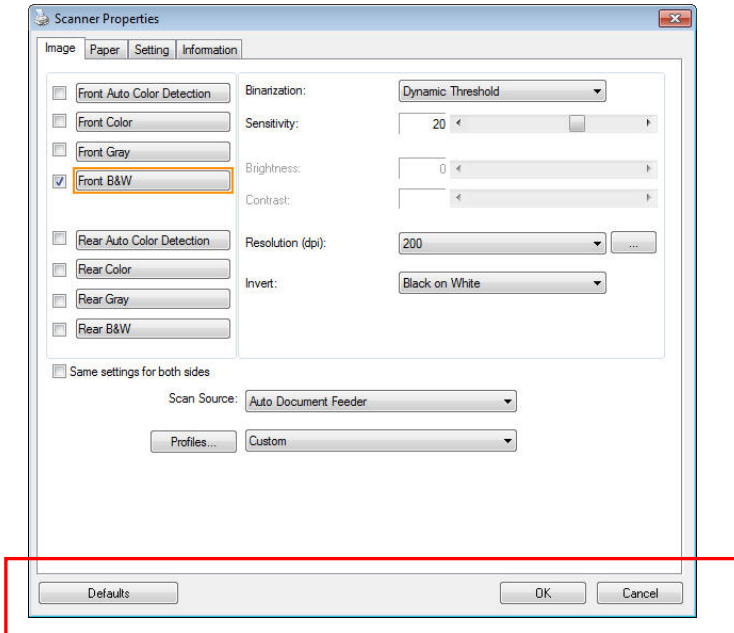 Scanner Properties
Image Paper Setting Information
Front Auto Color Detection
Front Color
Front Gray
Front B&W
Rear Auto Color Detection
Rear Color
Rear Gray
Rear B&W
Binarization: Dynamic Threshold
Sensitivity: 20
Brightness: 0
Contrast:
Resolution (dpi): 200 ...
Invert: Black on White
Same settings for both sides
Scan Source: Auto Document Feeder
Profiles... Custom
Defaults OK Cancel